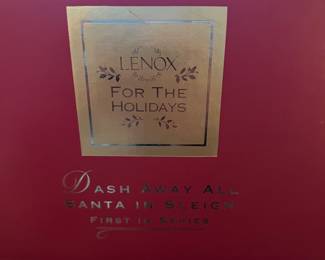 LENOX
FOR THE
HOLIDAYS
DASH AWAY ALL
SANTA IN SLEIGH
FIRST IN SERIES